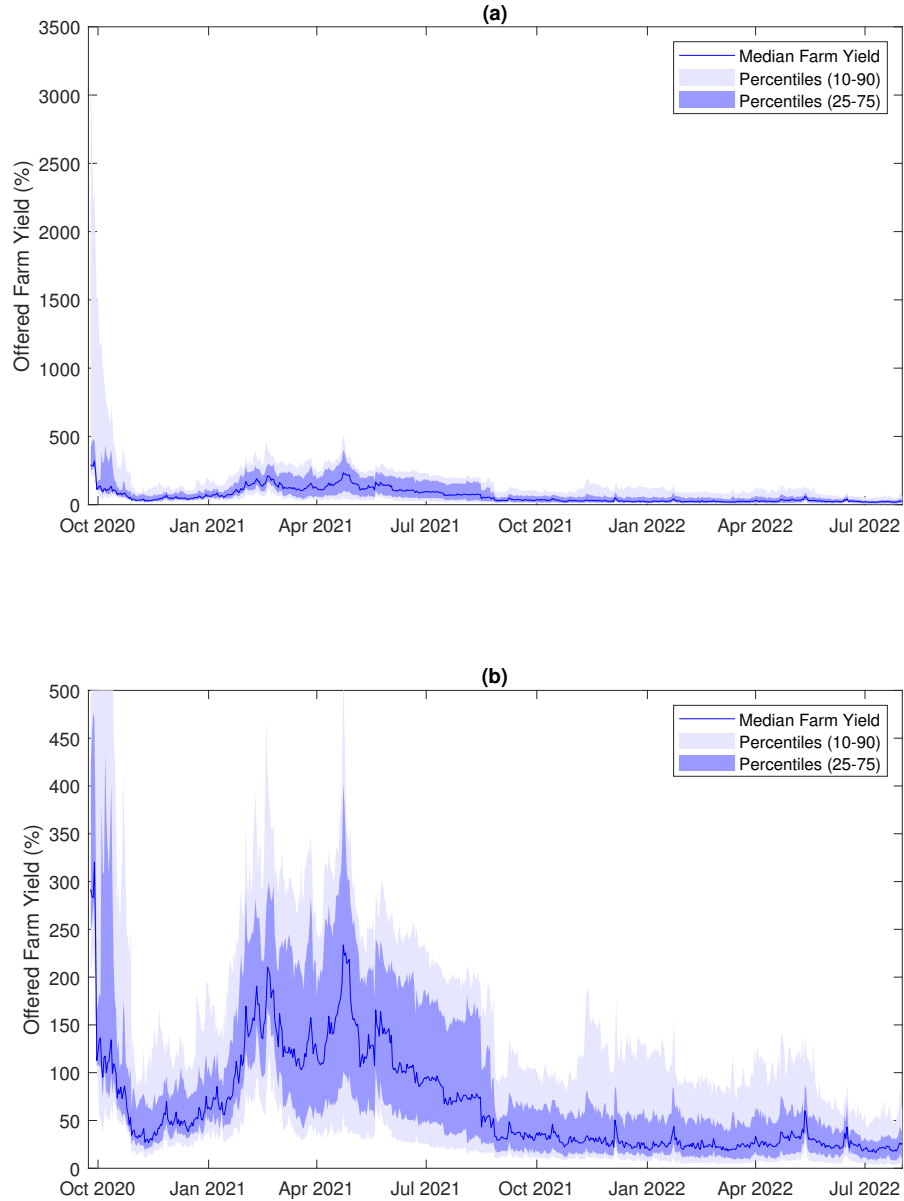 (a)
3500
3000
2500
2000
1500
1000
500
0
Offered Farm Yield (%)
Median Farm Yield
Percentiles (10-90)
Percentiles (25-75)
Oct 2020 Jan 2021 Apr 2021 Jul 2021 Oct 2021 Jan 2022 Apr 2022 Jul 2022
(b)
500
450
400
350
300
250
200
150
100
50
0
Offered Farm Yield (%)
Median Farm Yield
Percentiles (10-90)
Percentiles (25-75)
Oct 2020 Jan 2021 Apr 2021 Jul 2021 Oct 2021 Jan 2022 Apr 2022 Jul 2022